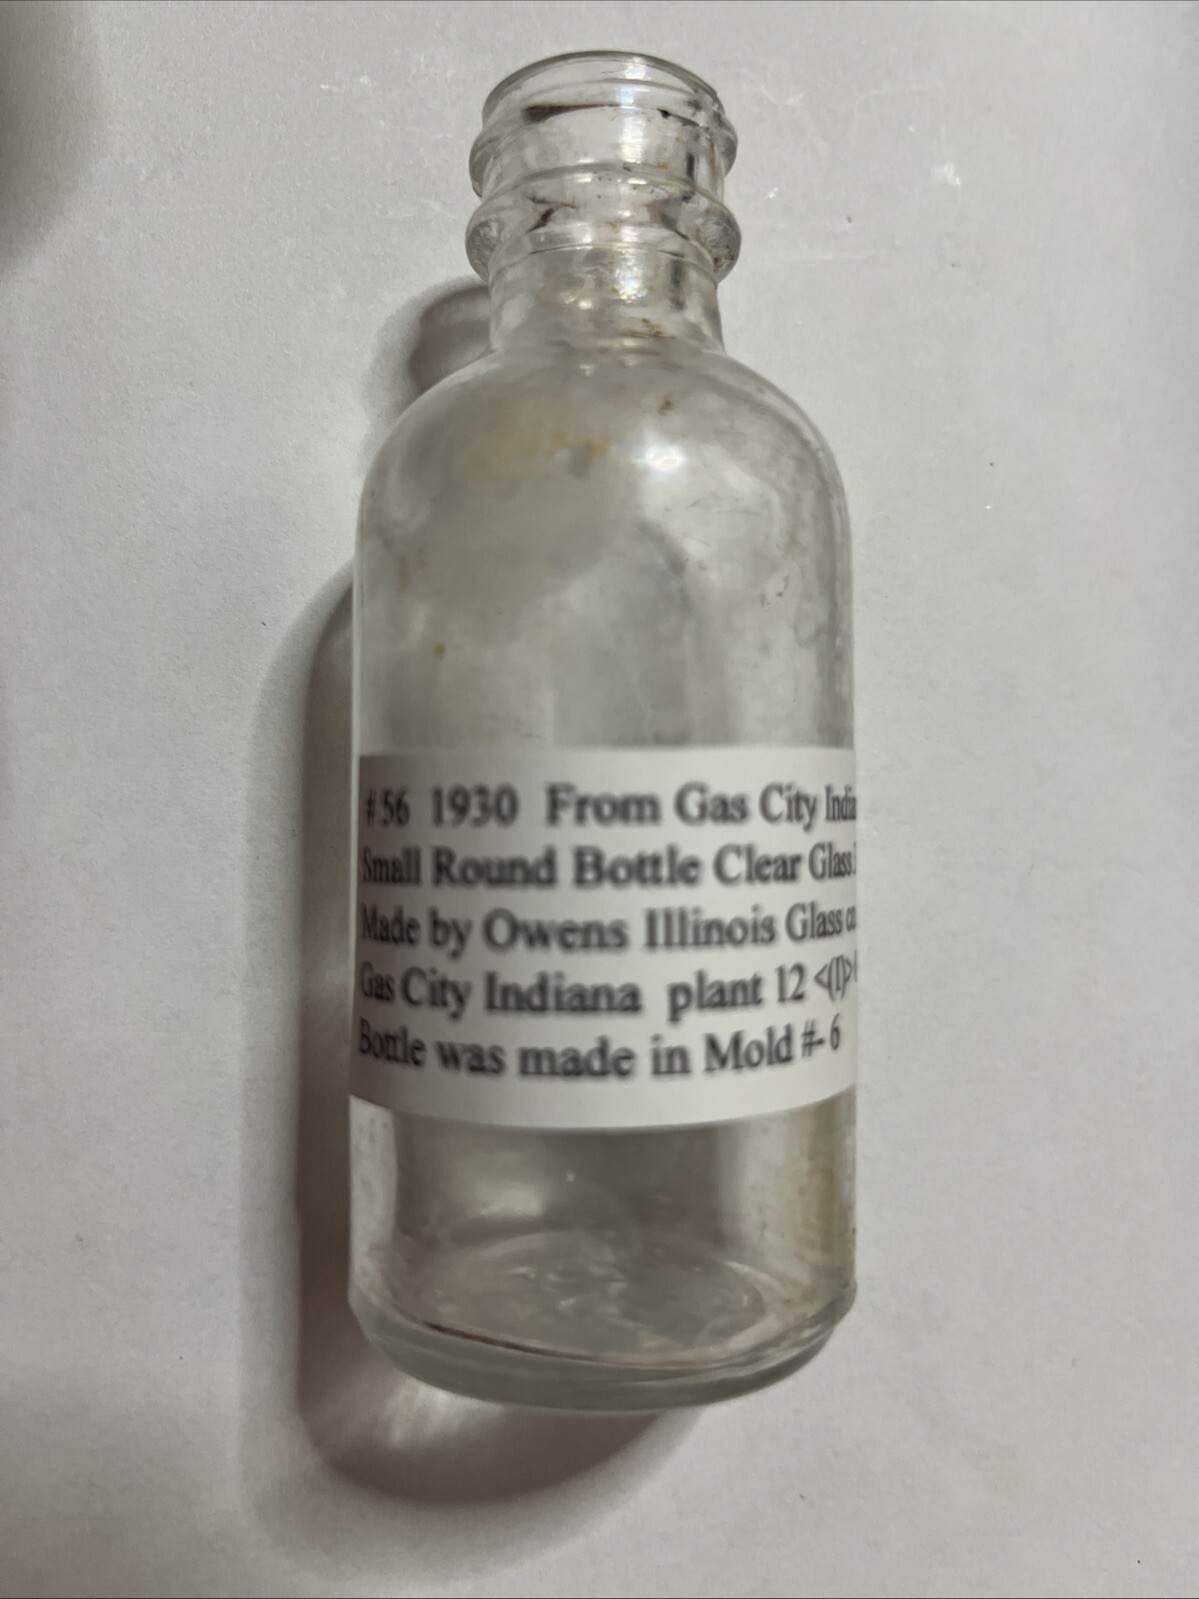 #56 1930 From Gas City
Small Round Bottle Clear Glass
Made by Owens Illinois Glass
Gas City Indiana plant 12 <(I)>
Bottle was made in Mold #- 6